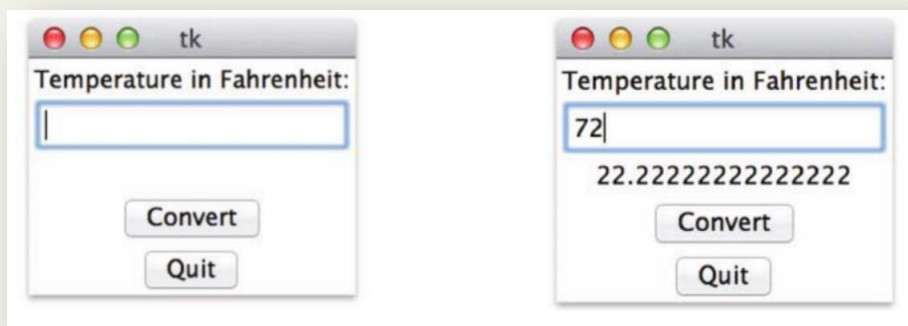 tk
Temperature in Fahrenheit:
Convert
Quit
tk
Temperature in Fahrenheit:
72
22.22222222222222
Convert
Quit